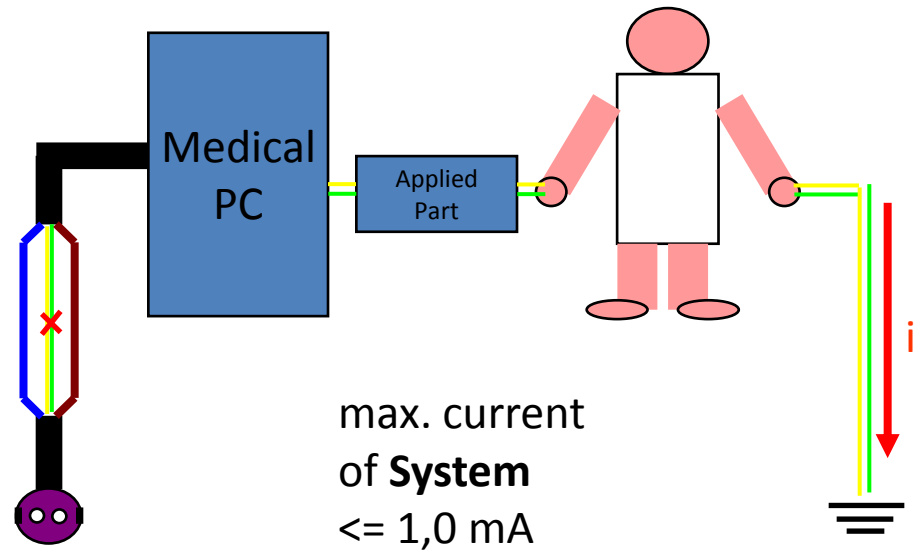 Medical
PC
Applied
Part
i
max. current
of System
<= 1,0 mA